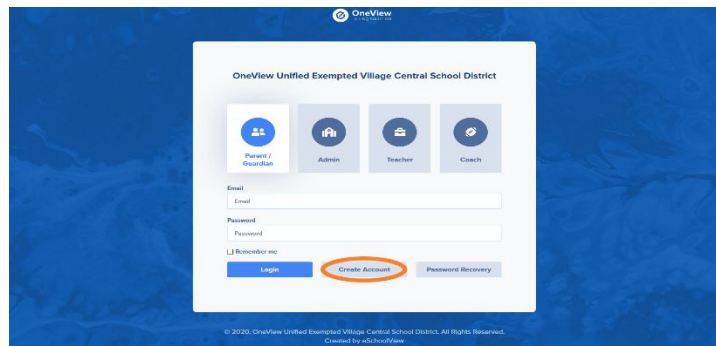 OneView
OneView Unified Exempted Village Central School District
Parent /
Guardian
Admin
Teacher
Coach
Email
Email
Password
Password
Remember me
Login
Create Account
Password Recovery
© 2020. OneView Unified Exempted Village Central School District. All Rights Reserved.
Created by eSchoolView